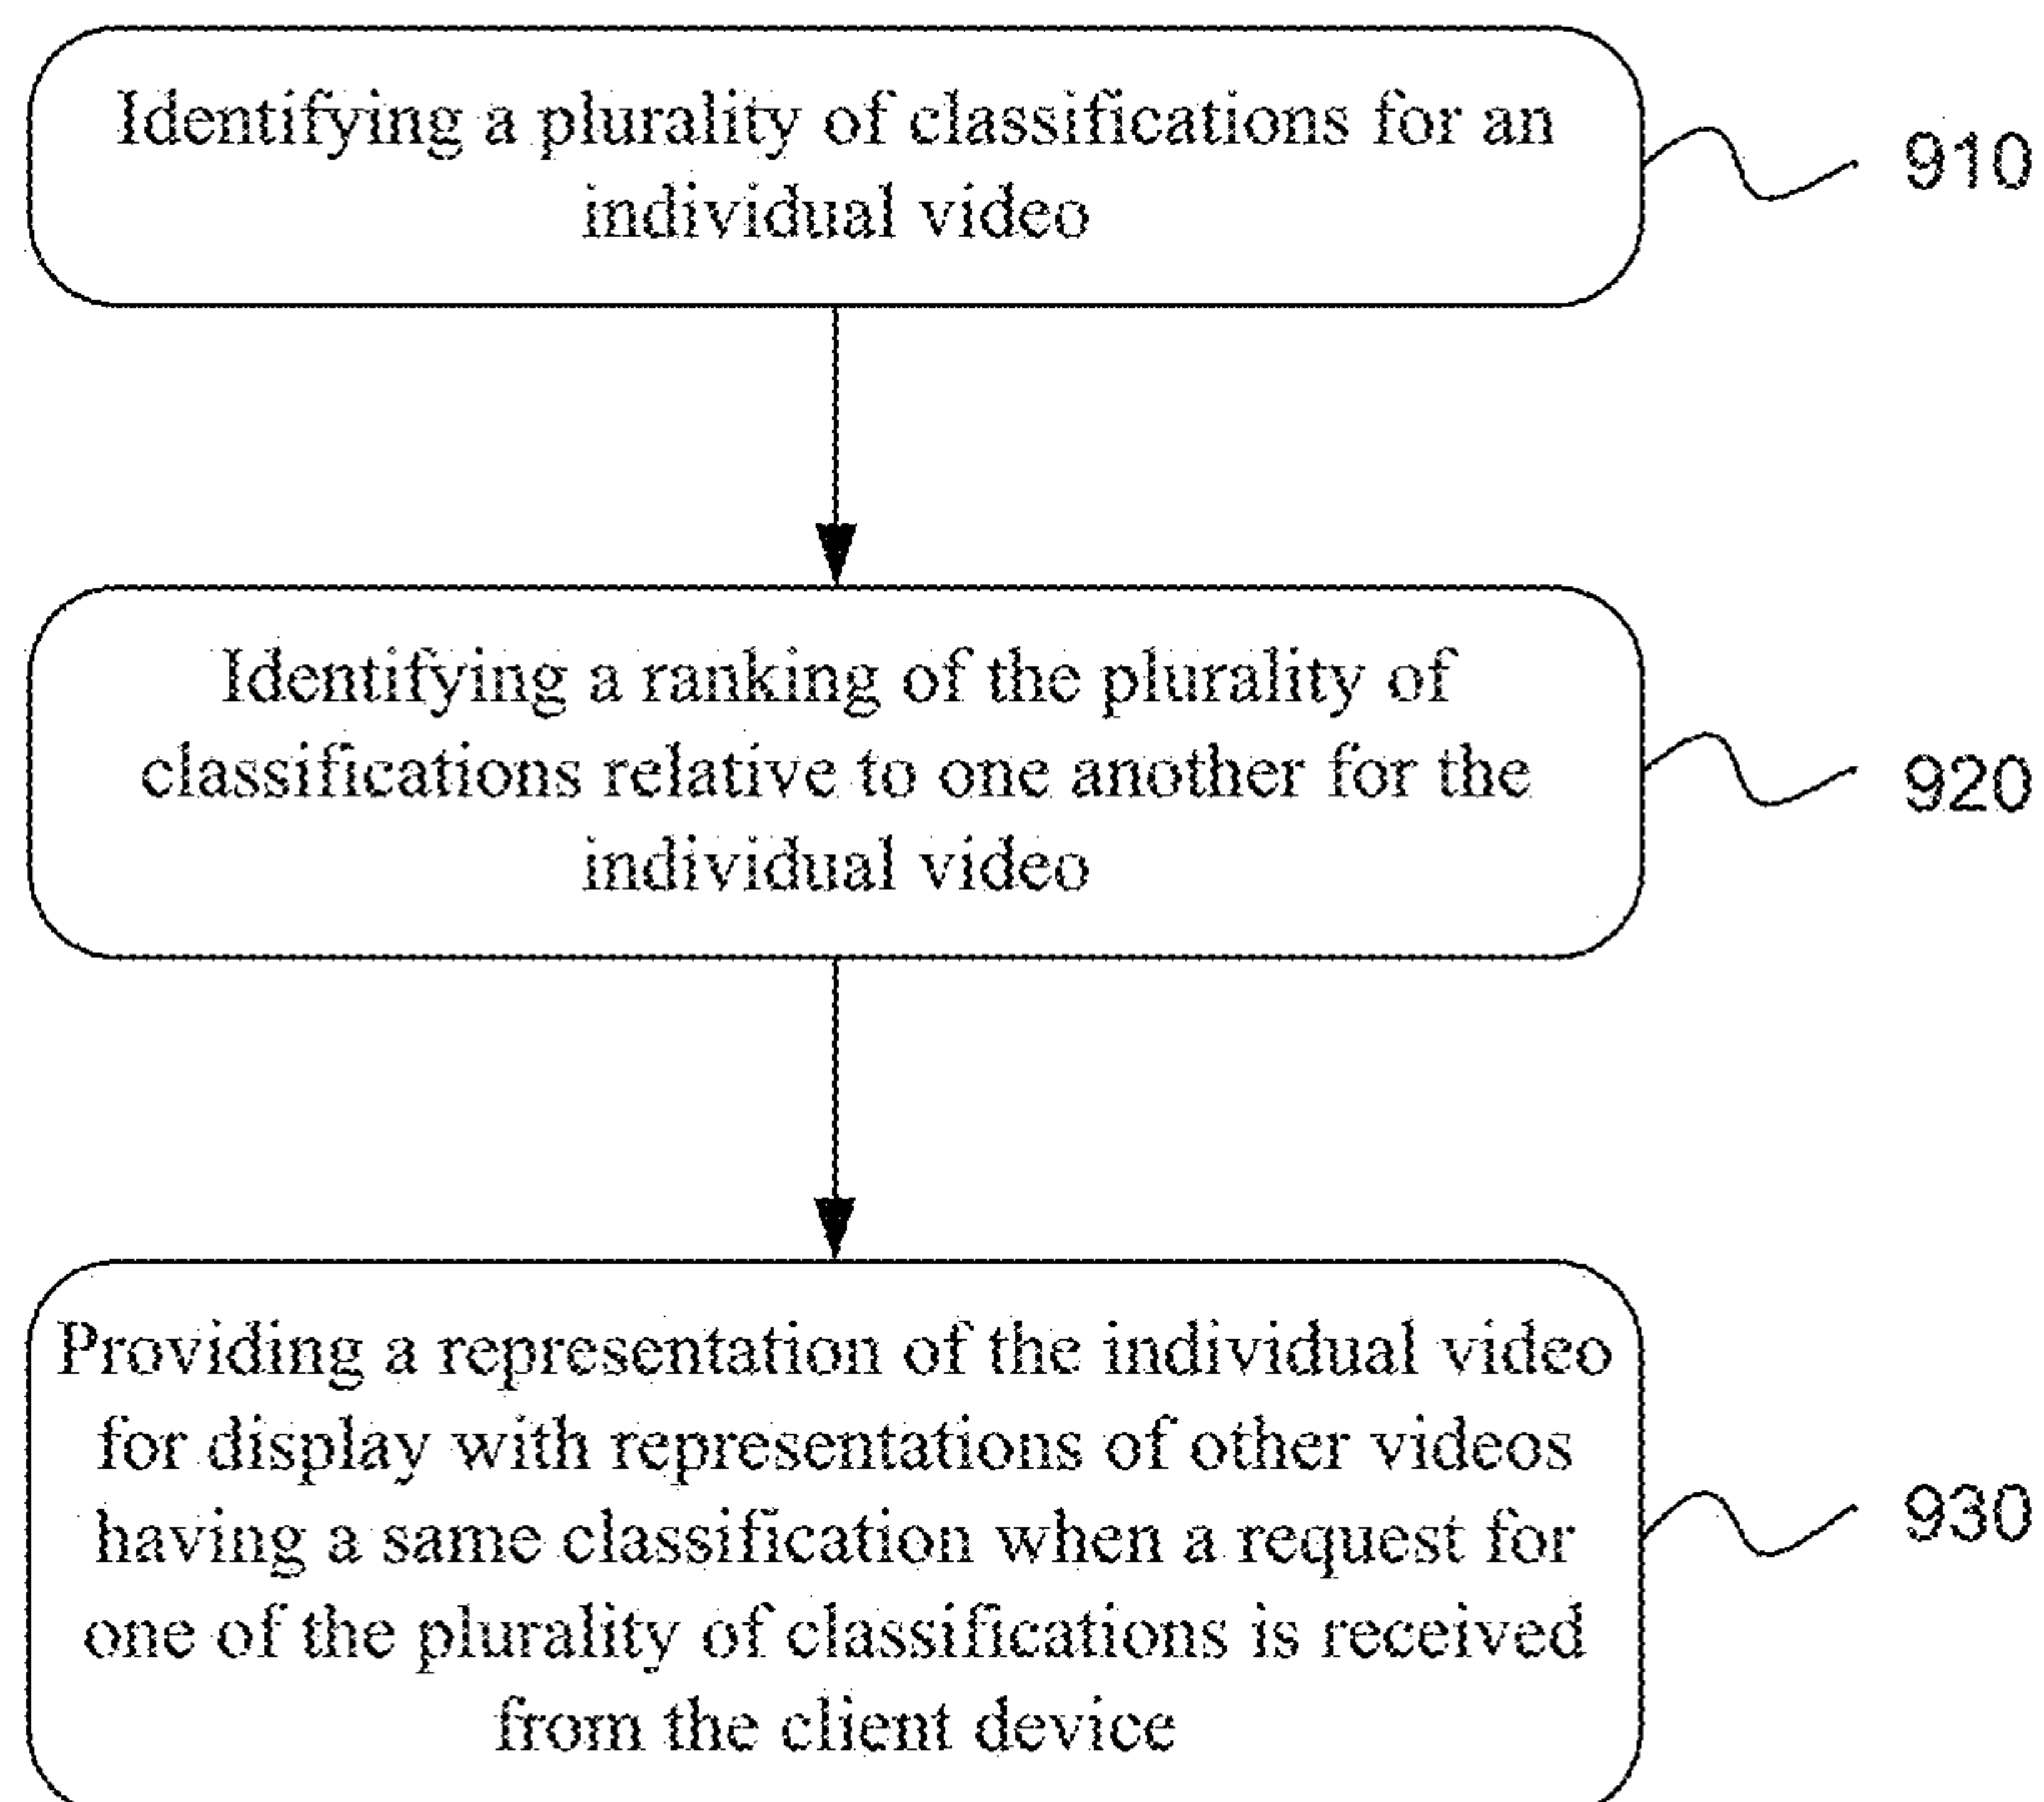 Identifying a plurality of classifications for an
individual video
910
Identifying a ranking of the plurality of
classifications relative to one another for the
individual video
920
Providing a representation of the individual video
for display with representations of other videos
having a same classification when a request for
one of the plurality of classifications is received
from the client device
930